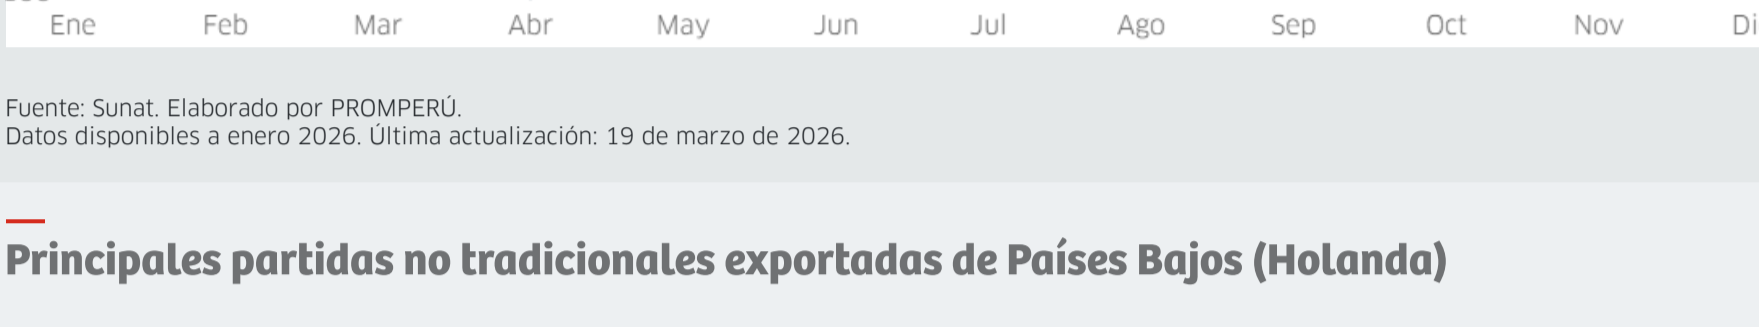 Ene Feb Mar Abr May Jun Jul Ago Sep Oct Nov Di
Fuente: Sunat. Elaborado por PROMPERÚ.
Datos disponibles a enero 2026. Última actualización: 19 de marzo de 2026.
Principales partidas no tradicionales exportadas de Países Bajos (Holanda)